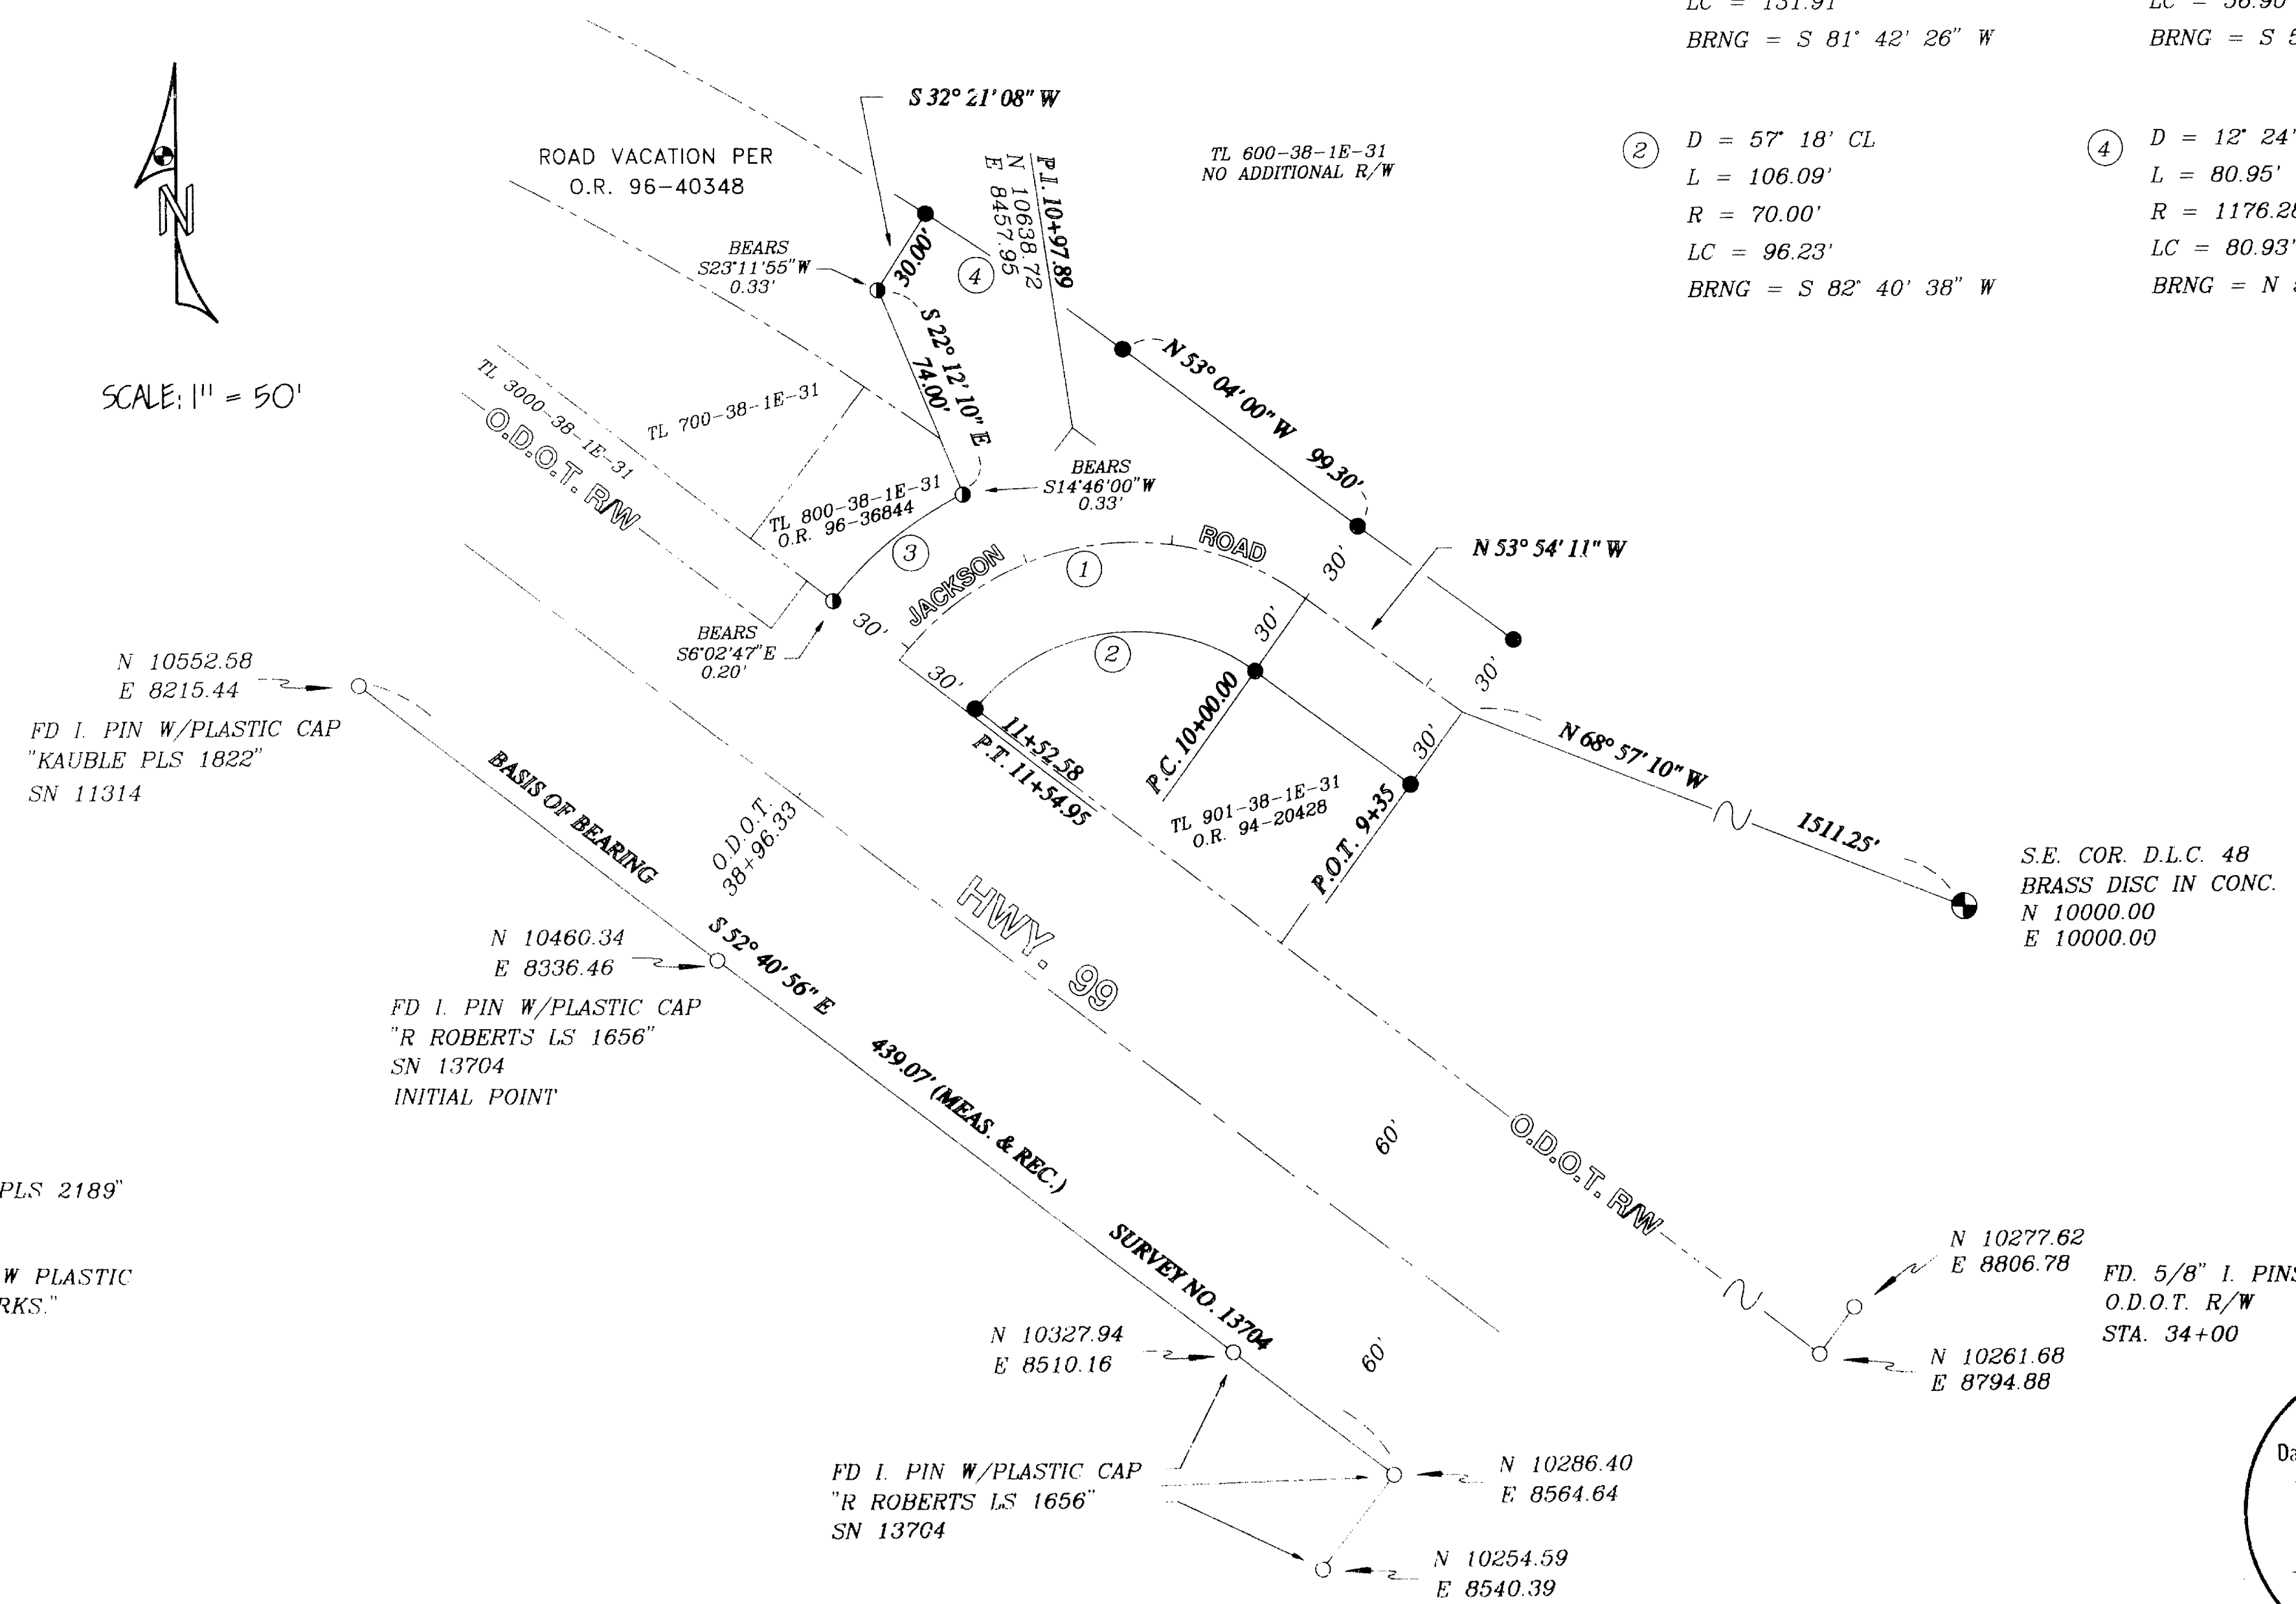 LC = 131.91
BRNG = S 81° 42' 26" W
LC = 56.90
BRNG = S
2
D = 57° 18' CL
L = 106.09'
R = 70.00'
LC = 96.23'
BRNG = S 82° 40' 38" W
4
D = 12° 24'
L = 80.95'
R = 1176.28
LC = 80.93'
BRNG = N
N
SCALE: 1" = 50'
S 32° 21' 08" W
ROAD VACATION PER
O.R. 96-40348
TL 600-38-1E-31
NO ADDITIONAL R/W
P.I. 10+97.89
N 10638.72
E 8457.95
BEARS
S23°11'55"W
0.33'
30.00'
4
S 22° 12' 10" E
74.00'
N 53° 04' 00" W 99.30'
TL 3000-38-1E-31
O.D.O.T. R/W
TL 700-38-1E-31
TL 800-38-1E-31
O.R. 96-36844
BEARS
S14°46'00"W
0.33'
3
JACKSON ROAD
1
30'
N 53° 54' 11" W
30'
30'
BEARS
S6°02'47"E
0.20'
30'
2
30'
30'
30'
11+52.58
P.T. 11+54.95
P.C. 10+00.00
TL 901-38-1E-31
O.R. 94-20428
P.O.T. 9+35
N 68° 57' 10" W
1511.25'
S.E. COR. D.L.C. 48
BRASS DISC IN CONC.
N 10000.00
E 10000.00
N 10552.58
E 8215.44
FD I. PIN W/PLASTIC CAP
"KAUBLE PLS 1822"
SN 11314
BASIS OF BEARING
O.D.O.T.
38+96.33
N 10460.34
E 8336.46
FD I. PIN W/PLASTIC CAP
"R ROBERTS LS 1656"
SN 13704
INITIAL POINT
S 52° 40' 56" E
439.07' (MEAS. & REC.)
SURVEY NO. 13704
HWY. 99
60'
60'
O.D.O.T. R/W
PLS 2189"
W PLASTIC
RKS."
N 10277.62
E 8806.78
FD. 5/8" I. PINS
O.D.O.T. R/W
STA. 34+00
N 10261.68
E 8794.88
N 10327.94
E 8510.16
FD I. PIN W/PLASTIC CAP
"R ROBERTS LS 1656"
SN 13704
N 10286.40
E 8564.64
N 10254.59
E 8540.39
Da